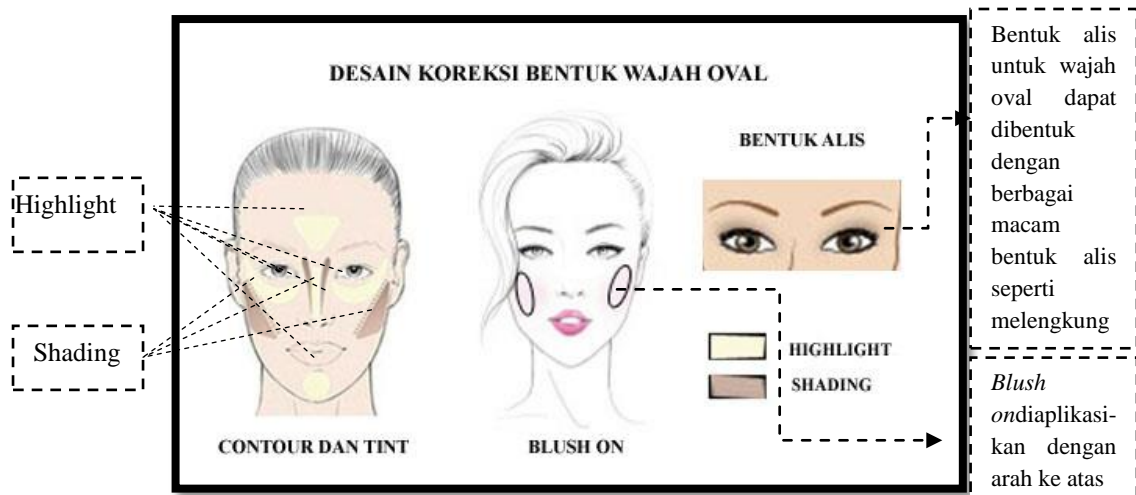 DESAIN KOREKSI BENTUK WAJAH OVAL
Highlight
Shading
CONTOUR DAN TINT
BLUSH ON
BENTUK ALIS
HIGHLIGHT
SHADING
Bentuk alis
untuk wajah
oval dapat
dibentuk
dengan
berbagai
macam
bentuk alis
seperti
melengkung
Blush
ondiaplikasi-
kan dengan
arah ke atas